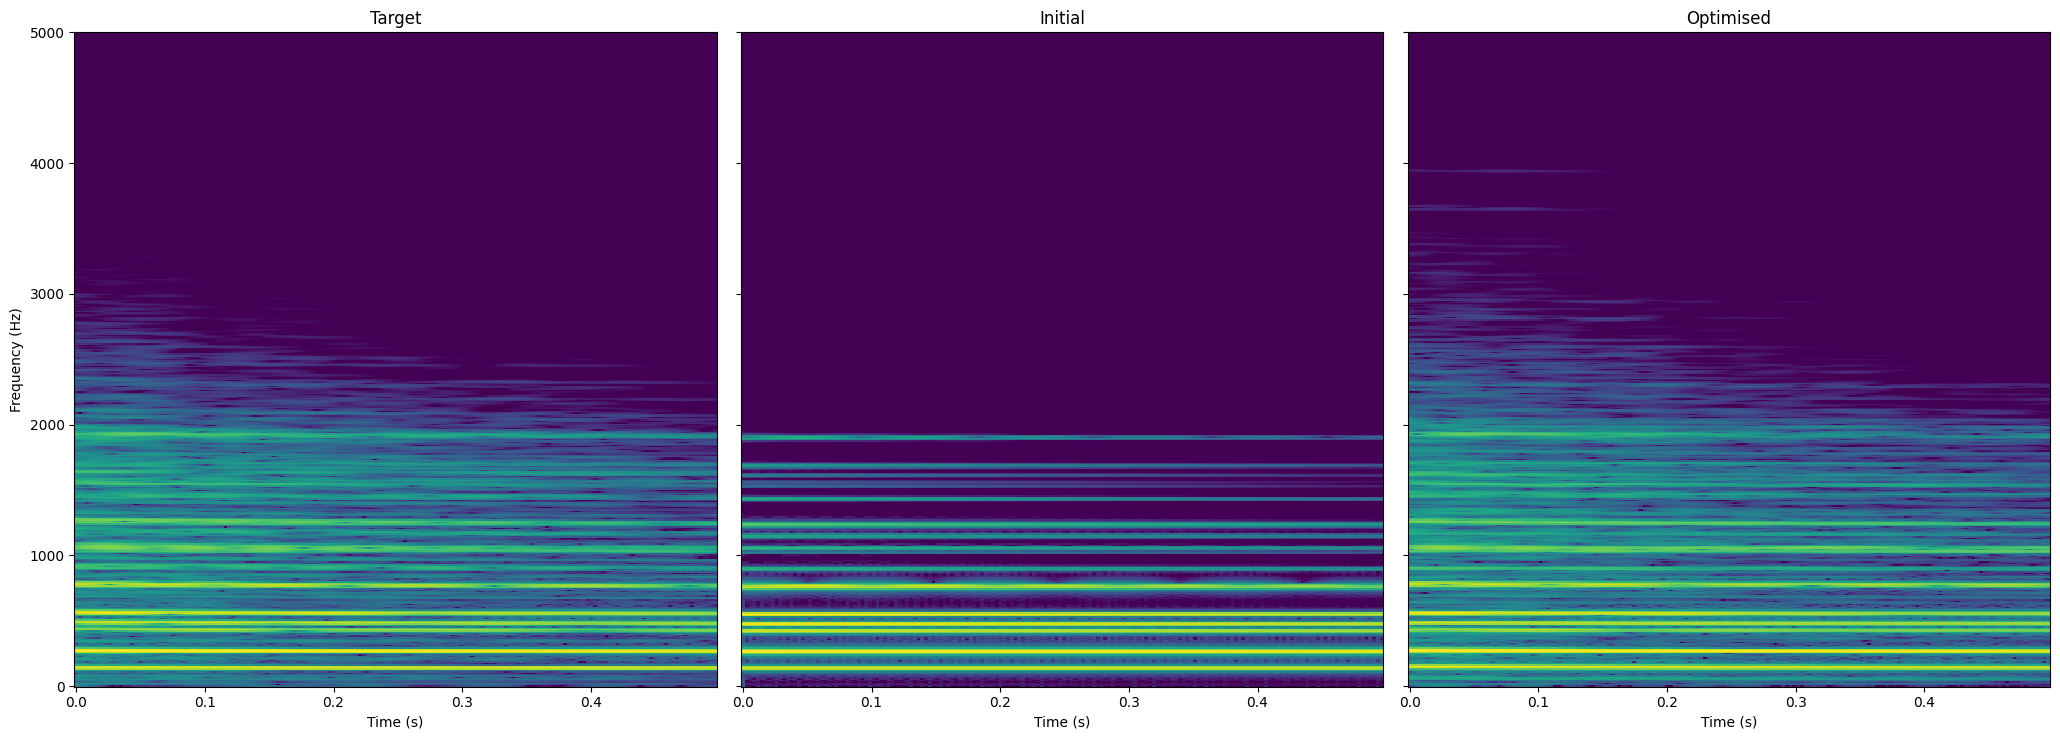 Target
Initial
Optimised
5000
4000
3000
2000
1000
0
Frequency (Hz)
0.0 0.1 0.2 0.3 0.4
0.0 0.1 0.2 0.3 0.4
0.0 0.1 0.2 0.3 0.4
Time (s)
Time (s)
Time (s)